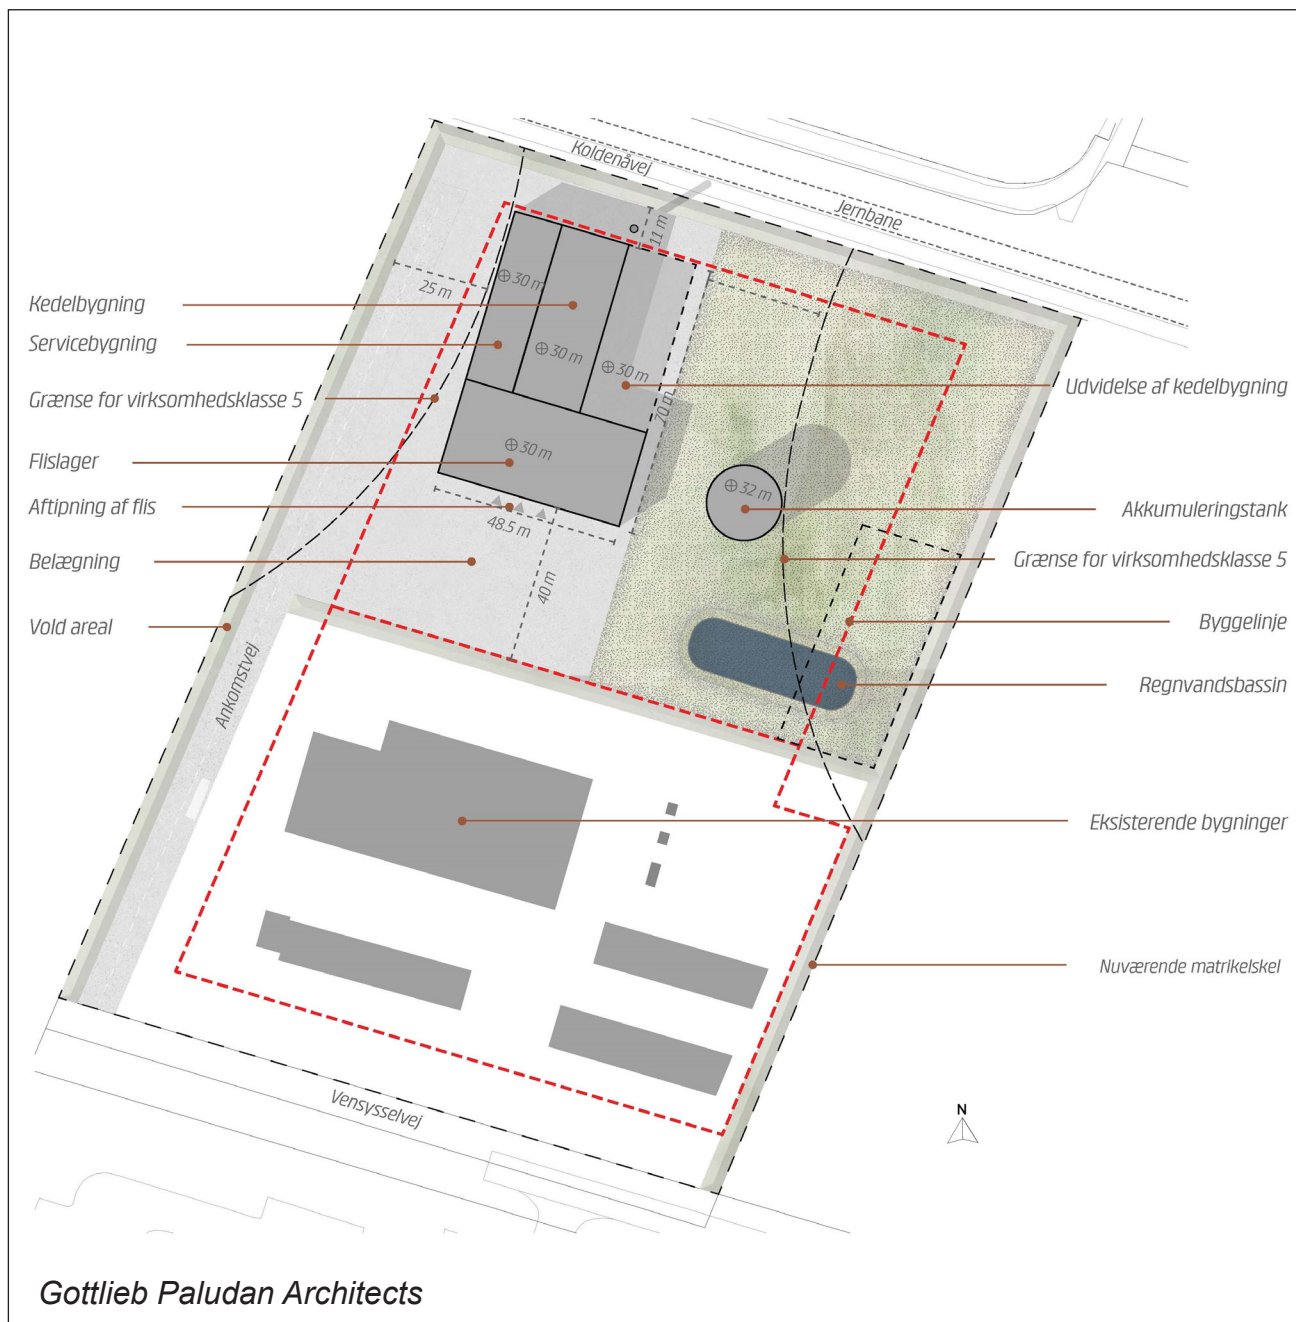 Koldenåvej
Jernbane
11 m
25 m
30 m
30 m
30 m
30 m
70 m
32 m
48.5 m
40 m
Kedelbygning
Servicebygning
Grænse for virksomhedsklasse 5
Flislager
Aftipning af flis
Belægning
Vold areal
Ankomstvej
Udvidelse af kedelbygning
Akkumuleringstank
Grænse for virksomhedsklasse 5
Byggelinje
Regnvandsbassin
Eksisterende bygninger
Nuværende matrikelskel
Vensysselvej
N
Gottlieb Paludan Architects